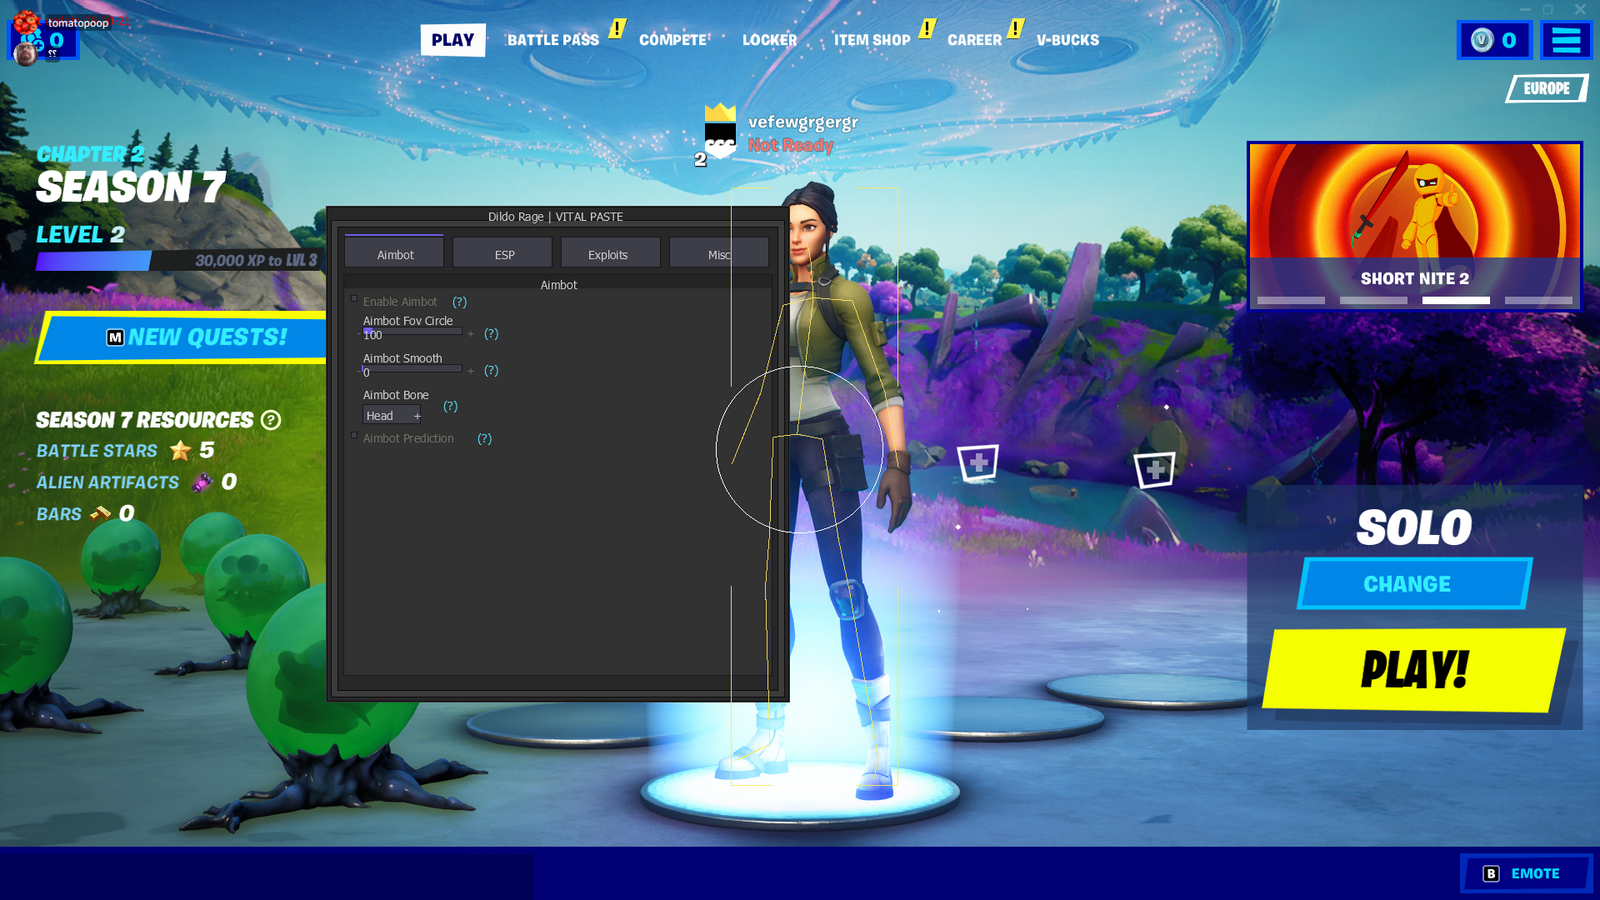 tomatopoop
0
??
PLAY
BATTLE PASS
!
COMPETE
LOCKER
ITEM SHOP
!
CAREER
!
V-BUCKS
V 0
EUROPE
vefewgrgergr
Not Ready
2
CHAPTER 2
SEASON 7
LEVEL 2
30,000 XP to LVL 3
M NEW QUESTS!
SEASON 7 RESOURCES ?
BATTLE STARS 5
ALIEN ARTIFACTS 0
BARS 0
Dildo Rage | VITAL PASTE
Aimbot
ESP
Exploits
Misc
Aimbot
Enable Aimbot (?)
Aimbot Fov Circle
- 100 + (?)
Aimbot Smooth
- 0 + (?)
Aimbot Bone
Head + (?)
Aimbot Prediction (?)
SHORT NITE 2
SOLO
CHANGE
PLAY!
B EMOTE